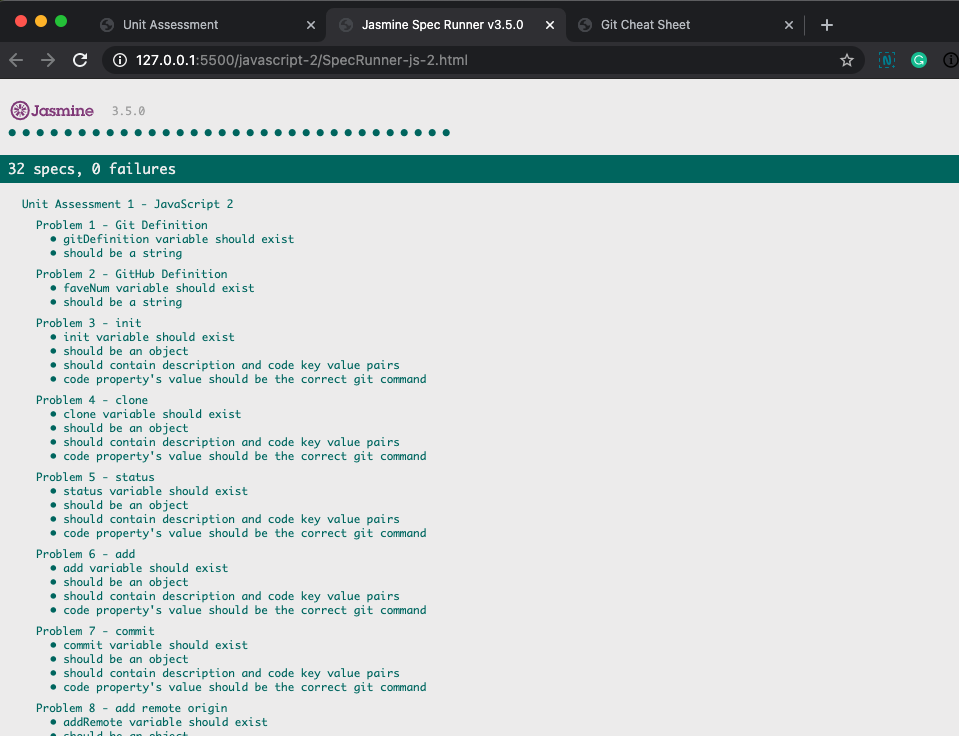 Unit Assessment
Jasmine Spec Runner v3.5.0
Git Cheat Sheet
127.0.0.1:5500/javascript-2/SpecRunner-js-2.html
Jasmine 3.5.0
32 specs, 0 failures
Unit Assessment 1 - JavaScript 2
Problem 1 - Git Definition
• gitDefinition variable should exist
• should be a string
Problem 2 - GitHub Definition
• faveNum variable should exist
• should be a string
Problem 3 - init
• init variable should exist
• should be an object
• should contain description and code key value pairs
• code property's value should be the correct git command
Problem 4 - clone
• clone variable should exist
• should be an object
• should contain description and code key value pairs
• code property's value should be the correct git command
Problem 5 - status
• status variable should exist
• should be an object
• should contain description and code key value pairs
• code property's value should be the correct git command
Problem 6 - add
• add variable should exist
• should be an object
• should contain description and code key value pairs
• code property's value should be the correct git command
Problem 7 - commit
• commit variable should exist
• should be an object
• should contain description and code key value pairs
• code property's value should be the correct git command
Problem 8 - add remote origin
• addRemote variable should exist
• should be an object